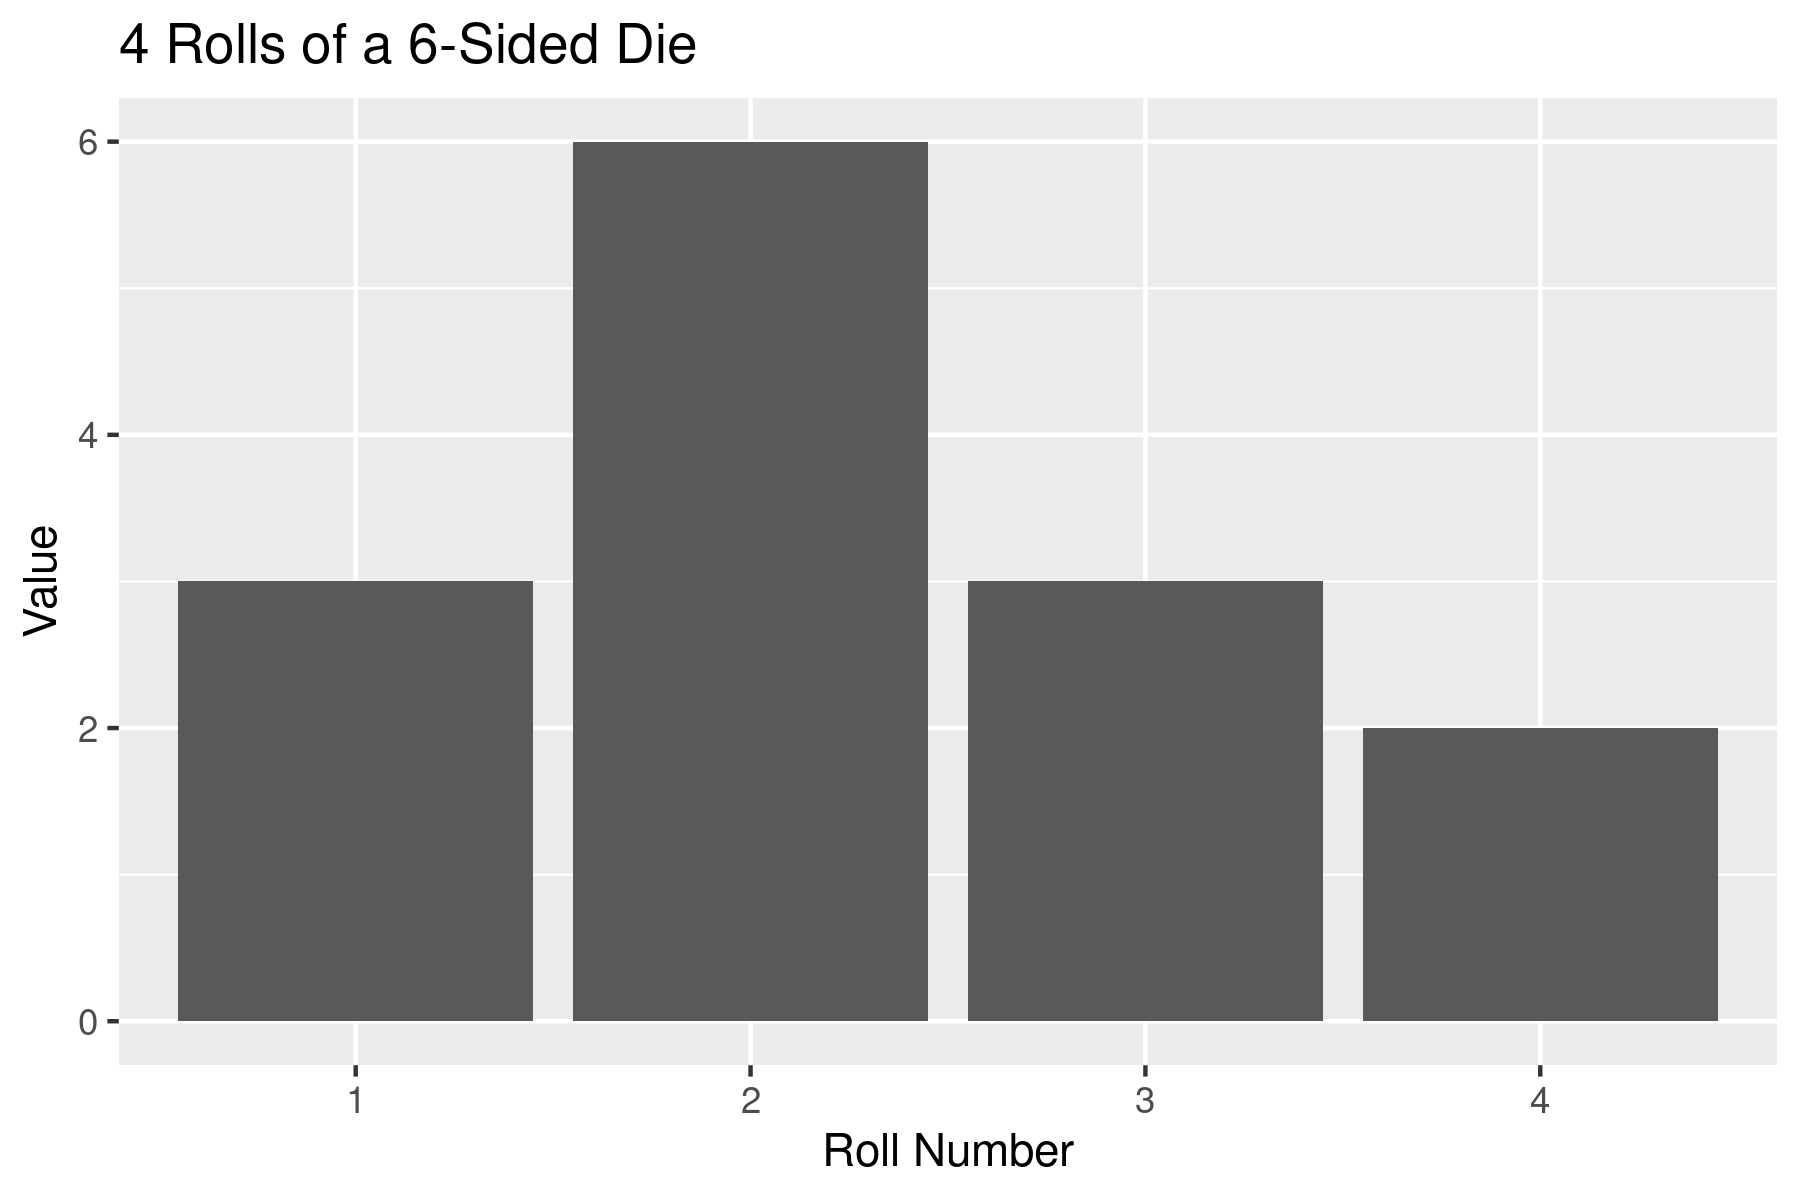 4 Rolls of a 6-Sided Die
6
4
2
0
Value
1 2 3 4
Roll Number